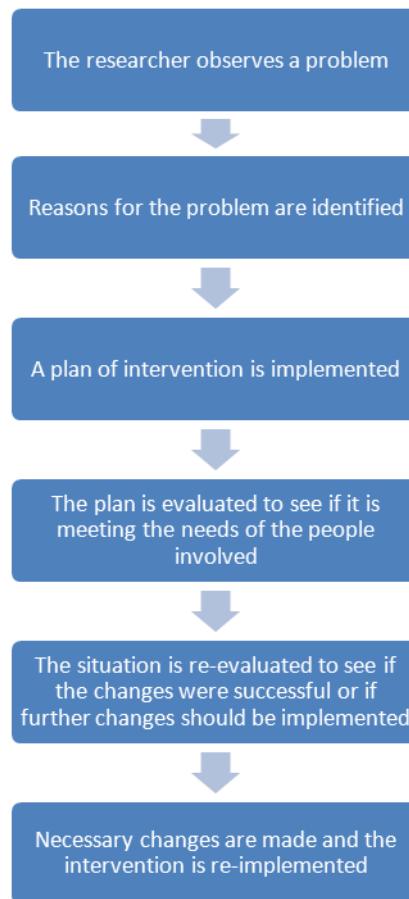 The researcher observes a problem
Reasons for the problem are identified
A plan of intervention is implemented
The plan is evaluated to see if it is
meeting the needs of the people
involved
The situation is re-evaluated to see if
the changes were successful or if
further changes should be implemented
Necessary changes are made and the
intervention is re-implemented